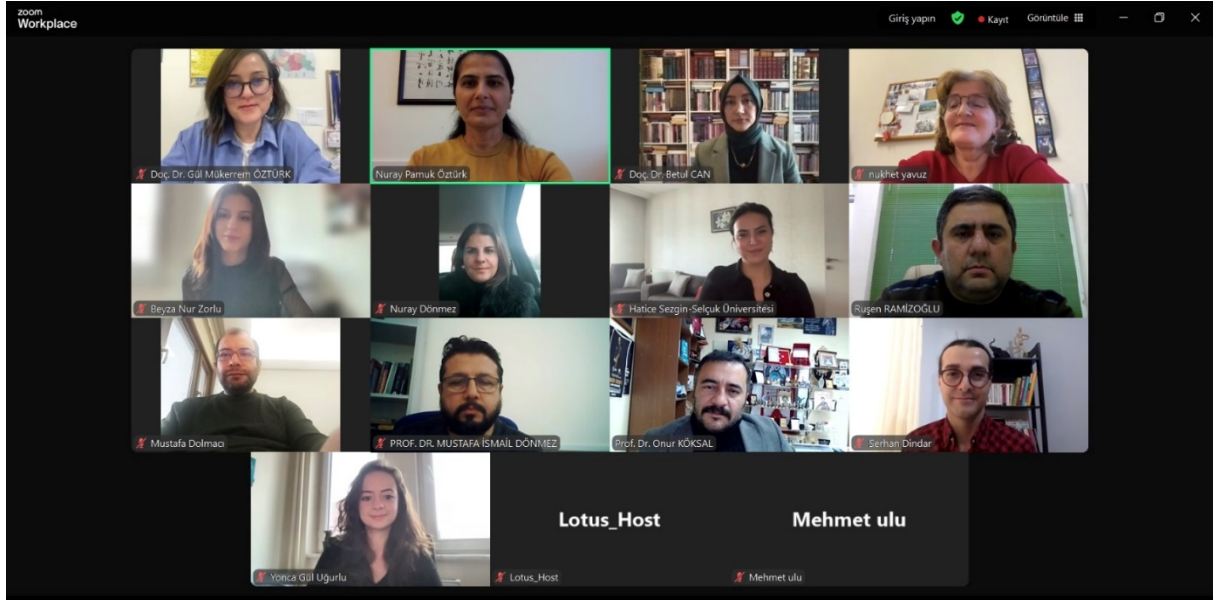 zoom
Workplace
Giriş yapın
Kayıt
Görüntüle
Doç. Dr. Gül Mükerrem ÖZTÜRK
Nuray Pamuk Öztürk
Doç. Dr. Betul CAN
nukhet yavuz
Beyza Nur Zorlu
Nuray Dönmez
Hatice Sezgin-Selçuk Üniversitesi
Ruşen RAMİZOĞLU
Mustafa Dolmacı
PROF. DR. MUSTAFA İSMAİL DÖNMEZ
Prof. Dr. Onur KÖKSAL
Serhan Dindar
Yonca Gül Uğurlu
Lotus_Host
Lotus_Host
Mehmet ulu
Mehmet ulu